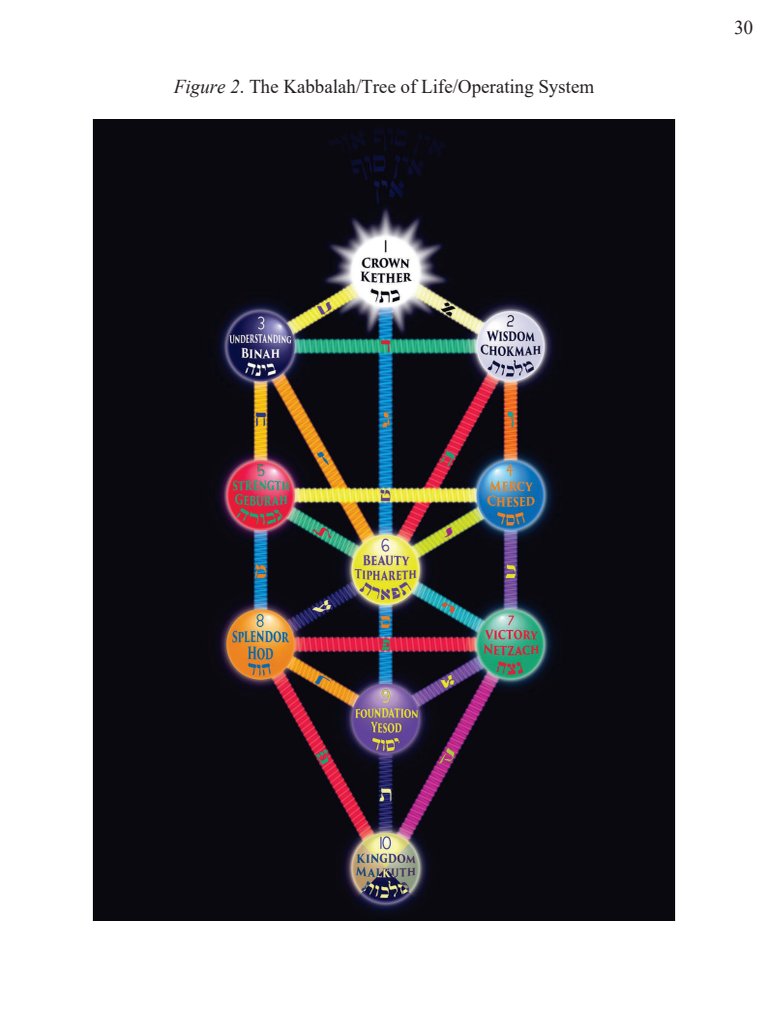 30
Figure 2. The Kabbalah/Tree of Life/Operating System
אין סוף אור
אין סוף
אין
1
CROWN
KETHER
כתר
3
UNDERSTANDING
BINAH
בינה
2
WISDOM
CHOKMAH
מלכות
ד
ח
ו
ג
ז
ה
5
STRENGTH
GEBURAH
גבורה
4
MERCY
CHESED
חסד
ט
י
6
BEAUTY
TIPHARETH
תפארת
מ
8
SPLENDOR
HOD
הוד
7
VICTORY
NETZACH
נצח
9
FOUNDATION
YESOD
יסוד
ק
ת
10
KINGDOM
MALKUTH
מלכות